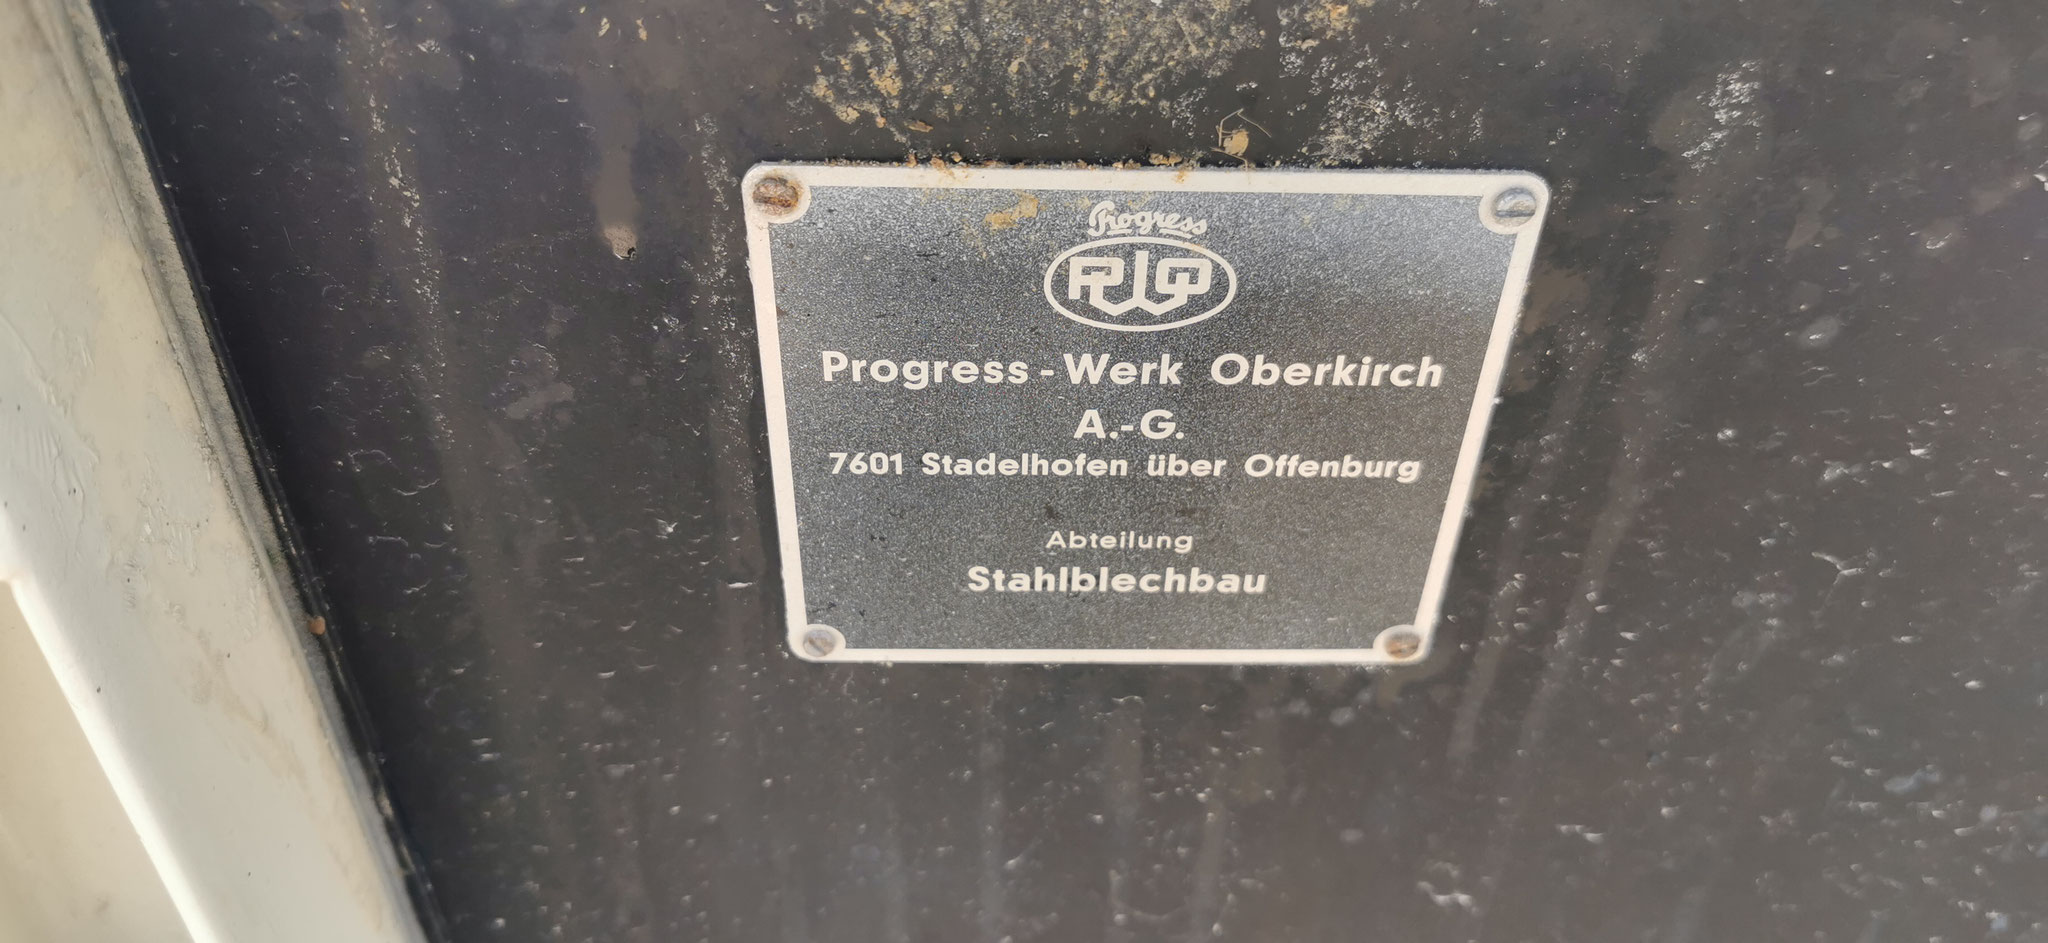 Progress
PWO
Progress-Werk Oberkirch
A.-G.
7601 Stadelhofen über Offenburg
Abteilung
Stahlblechbau